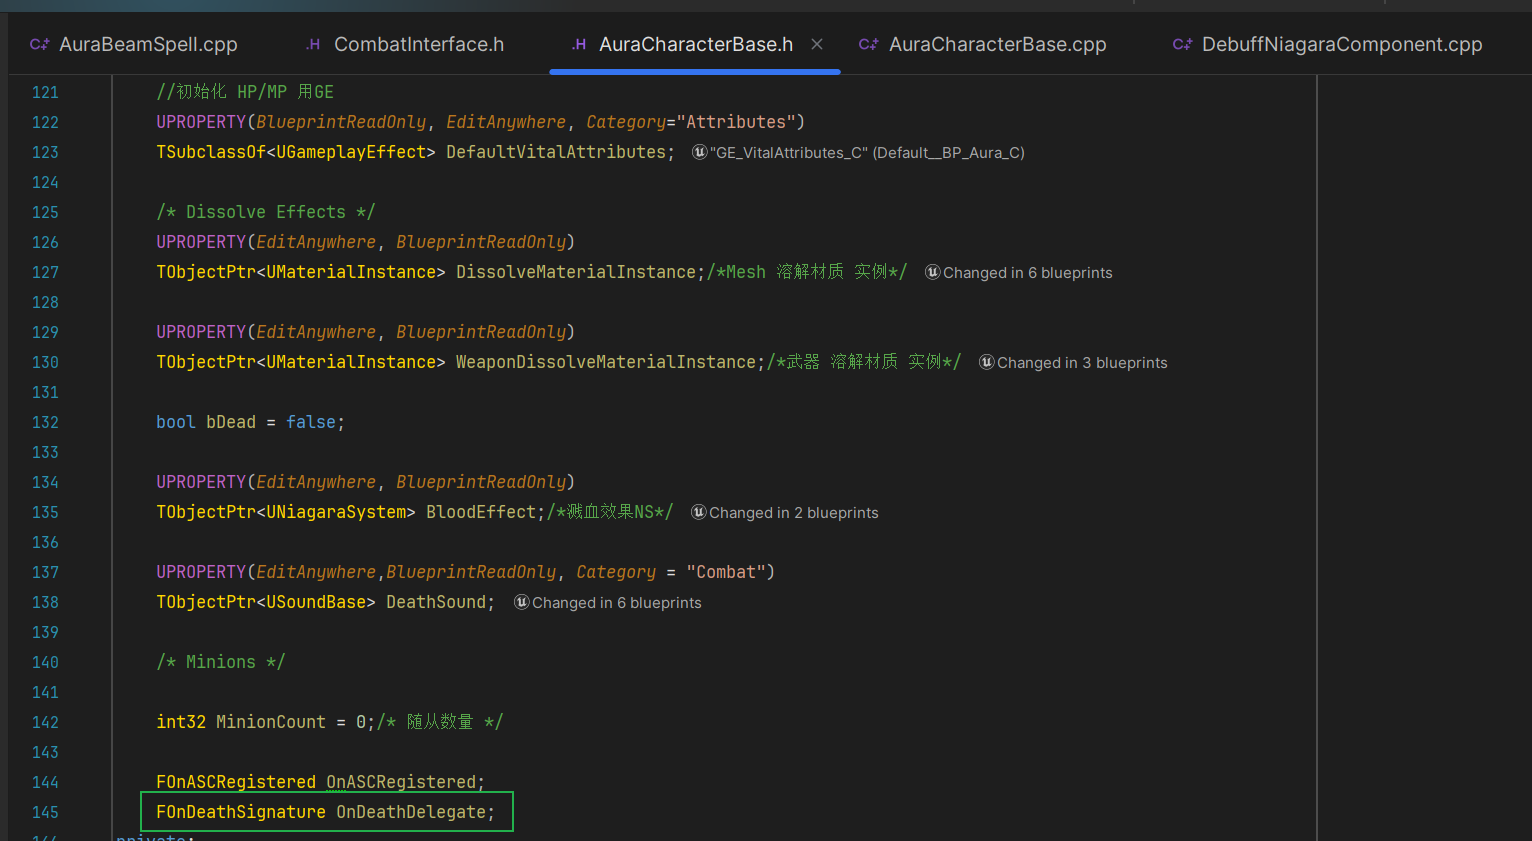 AuraBeamSpell.cpp CombatInterface.h AuraCharacterBase.h AuraCharacterBase.cpp DebuffNiagaraComponent.cpp
121 //初始化 HP/MP 用GE
122 UPROPERTY(BlueprintReadOnly, EditAnywhere, Category="Attributes")
123 TSubclassOf<UGameplayEffect> DefaultVitalAttributes; "GE_VitalAttributes_C" (Default__BP_Aura_C)
124
125 /* Dissolve Effects */
126 UPROPERTY(EditAnywhere, BlueprintReadOnly)
127 TObjectPtr<UMaterialInstance> DissolveMaterialInstance;/*Mesh 溶解材质 实例*/ Changed in 6 blueprints
128
129 UPROPERTY(EditAnywhere, BlueprintReadOnly)
130 TObjectPtr<UMaterialInstance> WeaponDissolveMaterialInstance;/*武器 溶解材质 实例*/ Changed in 3 blueprints
131
132 bool bDead = false;
133
134 UPROPERTY(EditAnywhere, BlueprintReadOnly)
135 TObjectPtr<UNiagaraSystem> BloodEffect;/*溅血效果NS*/ Changed in 2 blueprints
136
137 UPROPERTY(EditAnywhere,BlueprintReadOnly, Category = "Combat")
138 TObjectPtr<USoundBase> DeathSound; Changed in 6 blueprints
139
140 /* Minions */
141
142 int32 MinionCount = 0;/* 随从数量 */
143
144 FOnASCRegistered OnASCRegistered;
145 FOnDeathSignature OnDeathDelegate;
146 private: